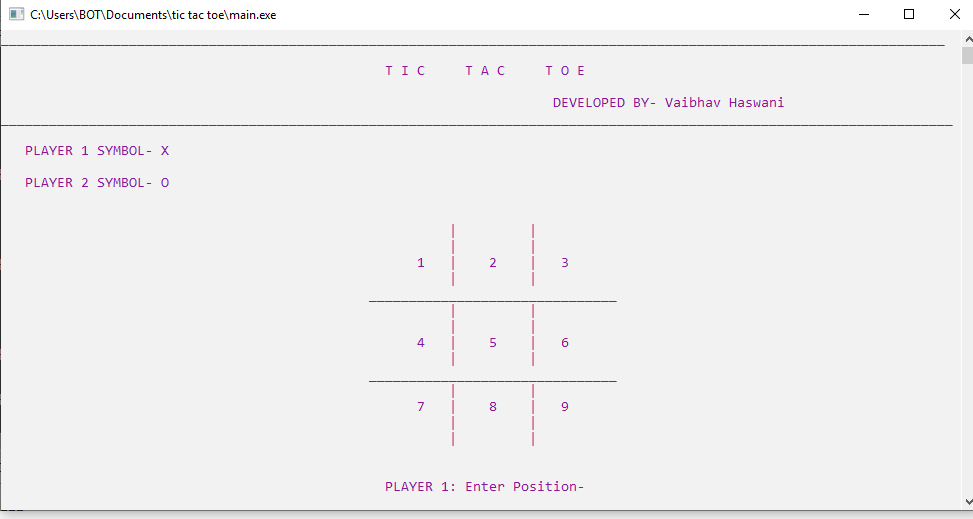 C:\Users\BOT\Documents\tic tac toe\main.exe
T I C T A C T O E
DEVELOPED BY- Vaibhav Haswani
PLAYER 1 SYMBOL- X
PLAYER 2 SYMBOL- O
1 | 2 | 3
4 | 5 | 6
7 | 8 | 9
PLAYER 1: Enter Position-